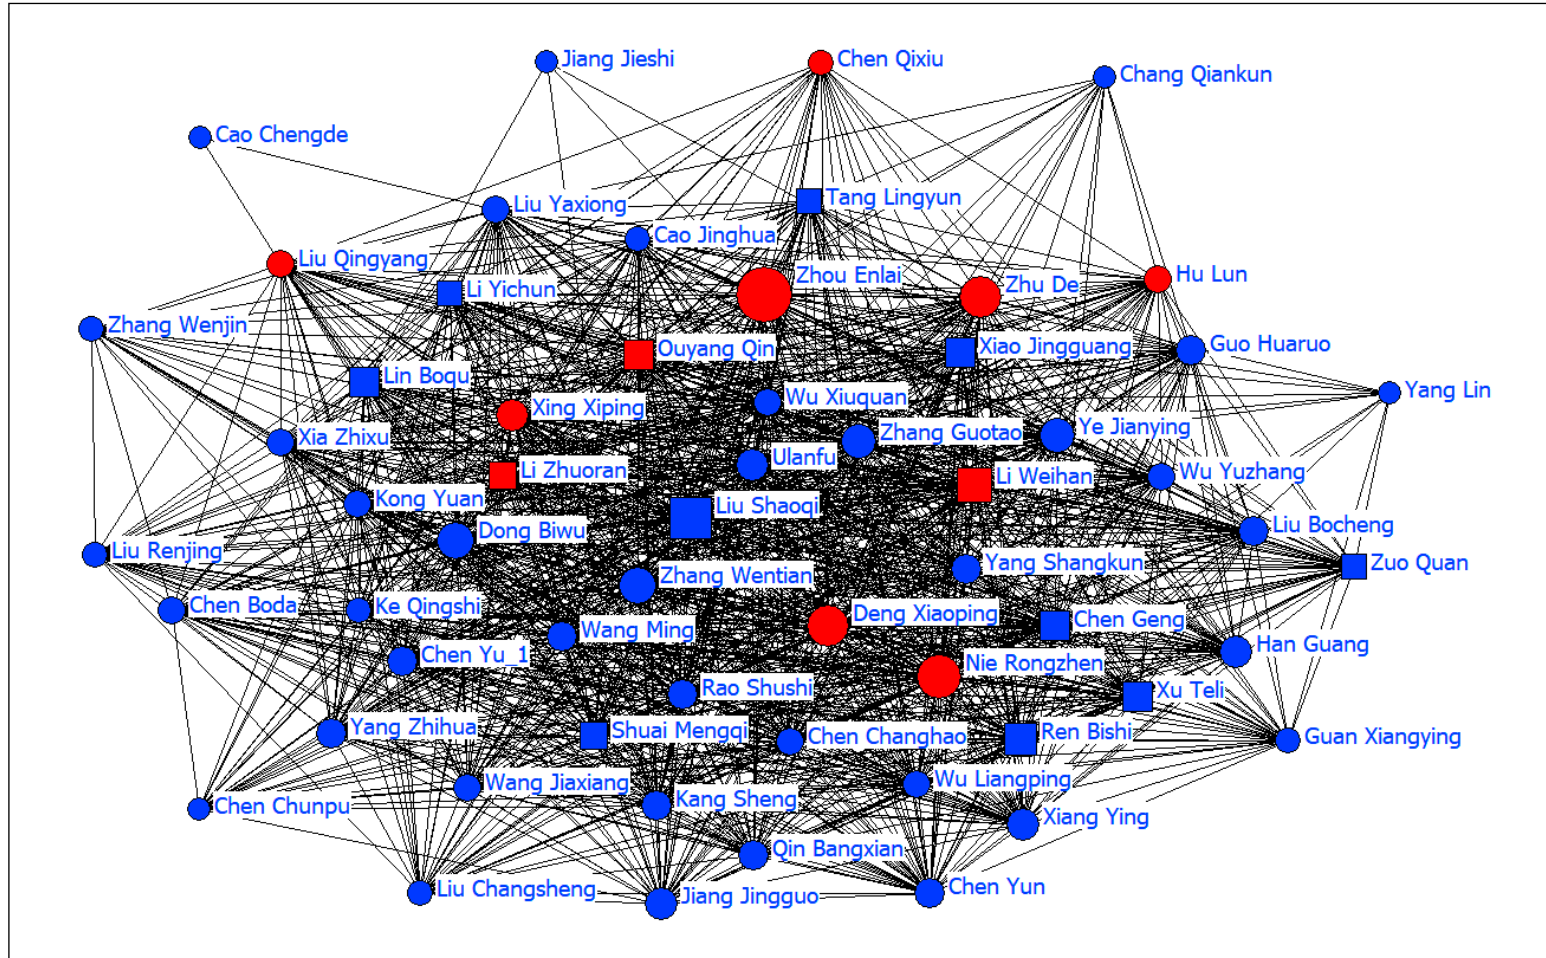 Jiang Jieshi
Chen Qixiu
Chang Qiankun
Cao Chengde
Liu Yaxiong
Tang Lingyun
Cao Jinghua
Liu Qingyang
Zhou Enlai
Zhu De
Hu Lun
Li Yichun
Zhang Wenjin
Ouyang Qin
Xiao Jingguang
Guo Huaruo
Lin Boqu
Yang Lin
Wu Xiuquan
Xing Xiping
Xia Zhixu
Zhang Guotao
Ye Jianying
Ulanfu
Li Zhuoran
Li Weihan
Wu Yuzhang
Kong Yuan
Liu Shaoqi
Liu Bocheng
Dong Biwu
Liu Renjing
Yang Shangkun
Zuo Quan
Zhang Wentian
Chen Boda
Ke Qingshi
Deng Xiaoping
Chen Geng
Wang Ming
Han Guang
Chen Yu_1
Nie Rongzhen
Rao Shushi
Xu Teli
Yang Zhihua
Shuai Mengqi
Chen Changhao
Ren Bishi
Guan Xiangying
Wang Jiaxiang
Wu Liangping
Chen Chunpu
Kang Sheng
Xiang Ying
Qin Bangxian
Liu Changsheng
Jiang Jingguo
Chen Yun